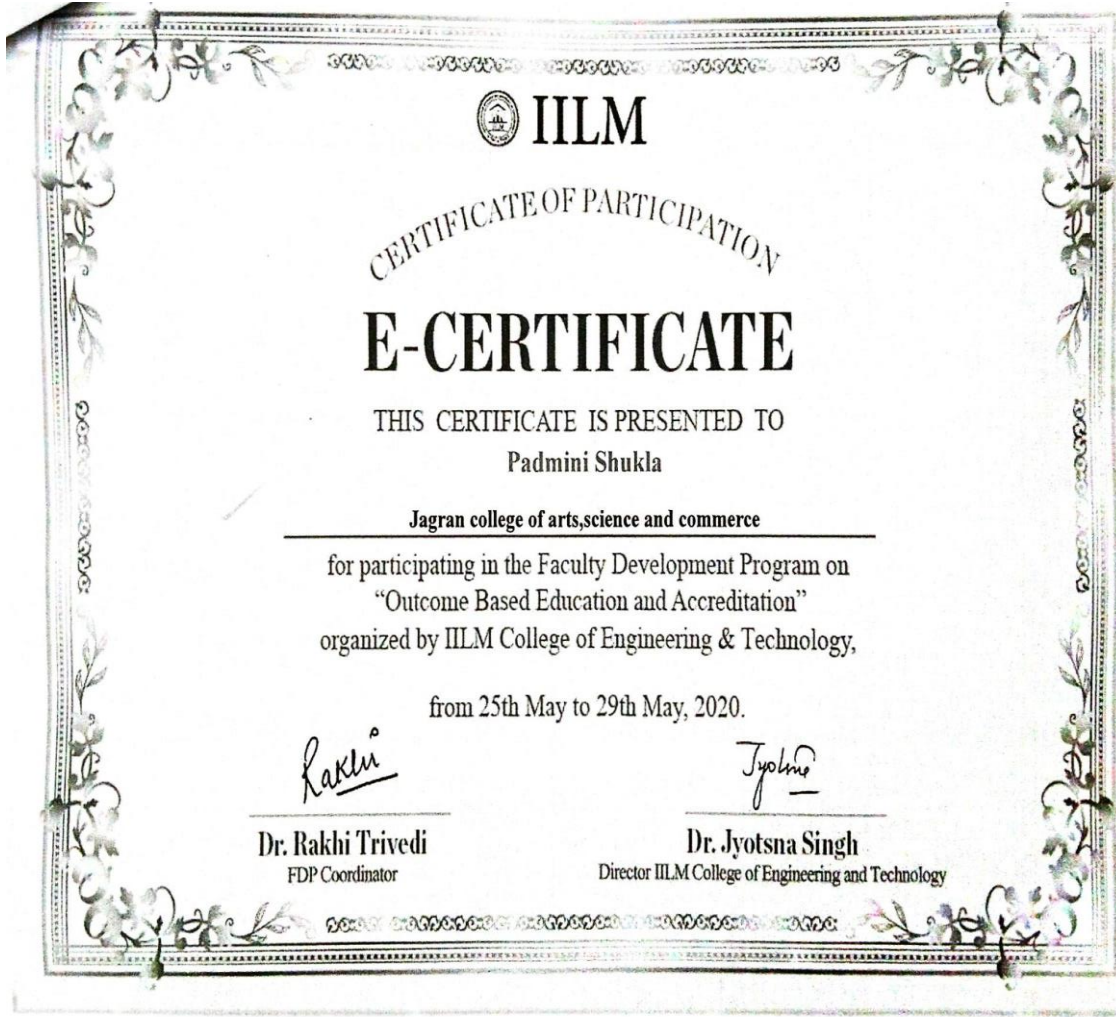 IILM
CERTIFICATE OF PARTICIPATION
E-CERTIFICATE
THIS CERTIFICATE IS PRESENTED TO
Padmini Shukla
Jagran college of arts,science and commerce
for participating in the Faculty Development Program on
“Outcome Based Education and Accreditation”
organized by IILM College of Engineering & Technology,
from 25th May to 29th May, 2020.
Rakhi Jyotsna
Dr. Rakhi Trivedi Dr. Jyotsna Singh
FDP Coordinator Director IILM College of Engineering and Technology